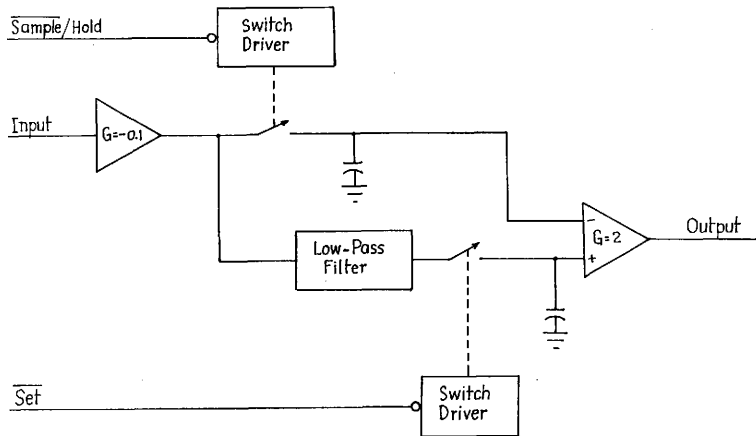 Sample/Hold
Switch
Driver
Input
G=-0.1
Low-Pass
Filter
-
G=2
+
Output
Set
Switch
Driver